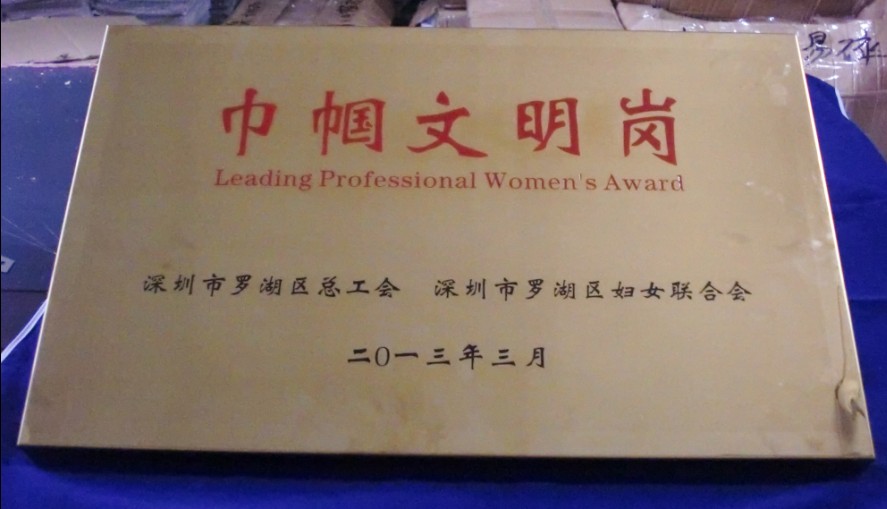 巾帼文明岗
Leading Professional Women's Award
深圳市罗湖区总工会 深圳市罗湖区妇女联合会
二〇一三年三月